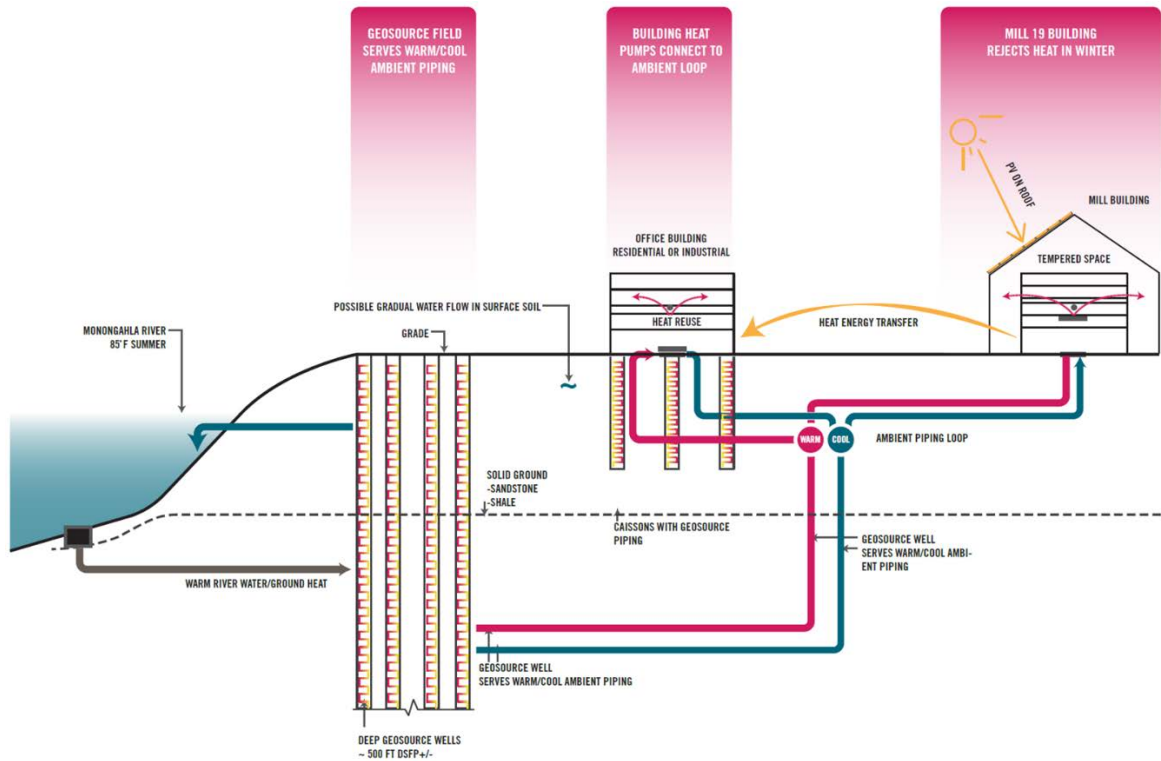 GEOSOURCE FIELD
SERVES WARM/COOL
AMBIENT PIPING
BUILDING HEAT
PUMPS CONNECT TO
AMBIENT LOOP
MILL 19 BUILDING
REJECTS HEAT IN WINTER
PV ON ROOF
MILL BUILDING
OFFICE BUILDING
RESIDENTIAL OR INDUSTRIAL
TEMPERED SPACE
POSSIBLE GRADUAL WATER FLOW IN SURFACE SOIL
HEAT REUSE
HEAT ENERGY TRANSFER
MONONGAHLA RIVER
85°F SUMMER
GRADE
WARM
COOL
AMBIENT PIPING LOOP
SOLID GROUND
-SANDSTONE
-SHALE
CAISSONS WITH GEOSOURCE
PIPING
GEOSOURCE WELL
SERVES WARM/COOL AMBI-
ENT PIPING
WARM RIVER WATER/GROUND HEAT
GEOSOURCE WELL
SERVES WARM/COOL AMBIENT PIPING
DEEP GEOSOURCE WELLS
~ 500 FT DSFP+/-